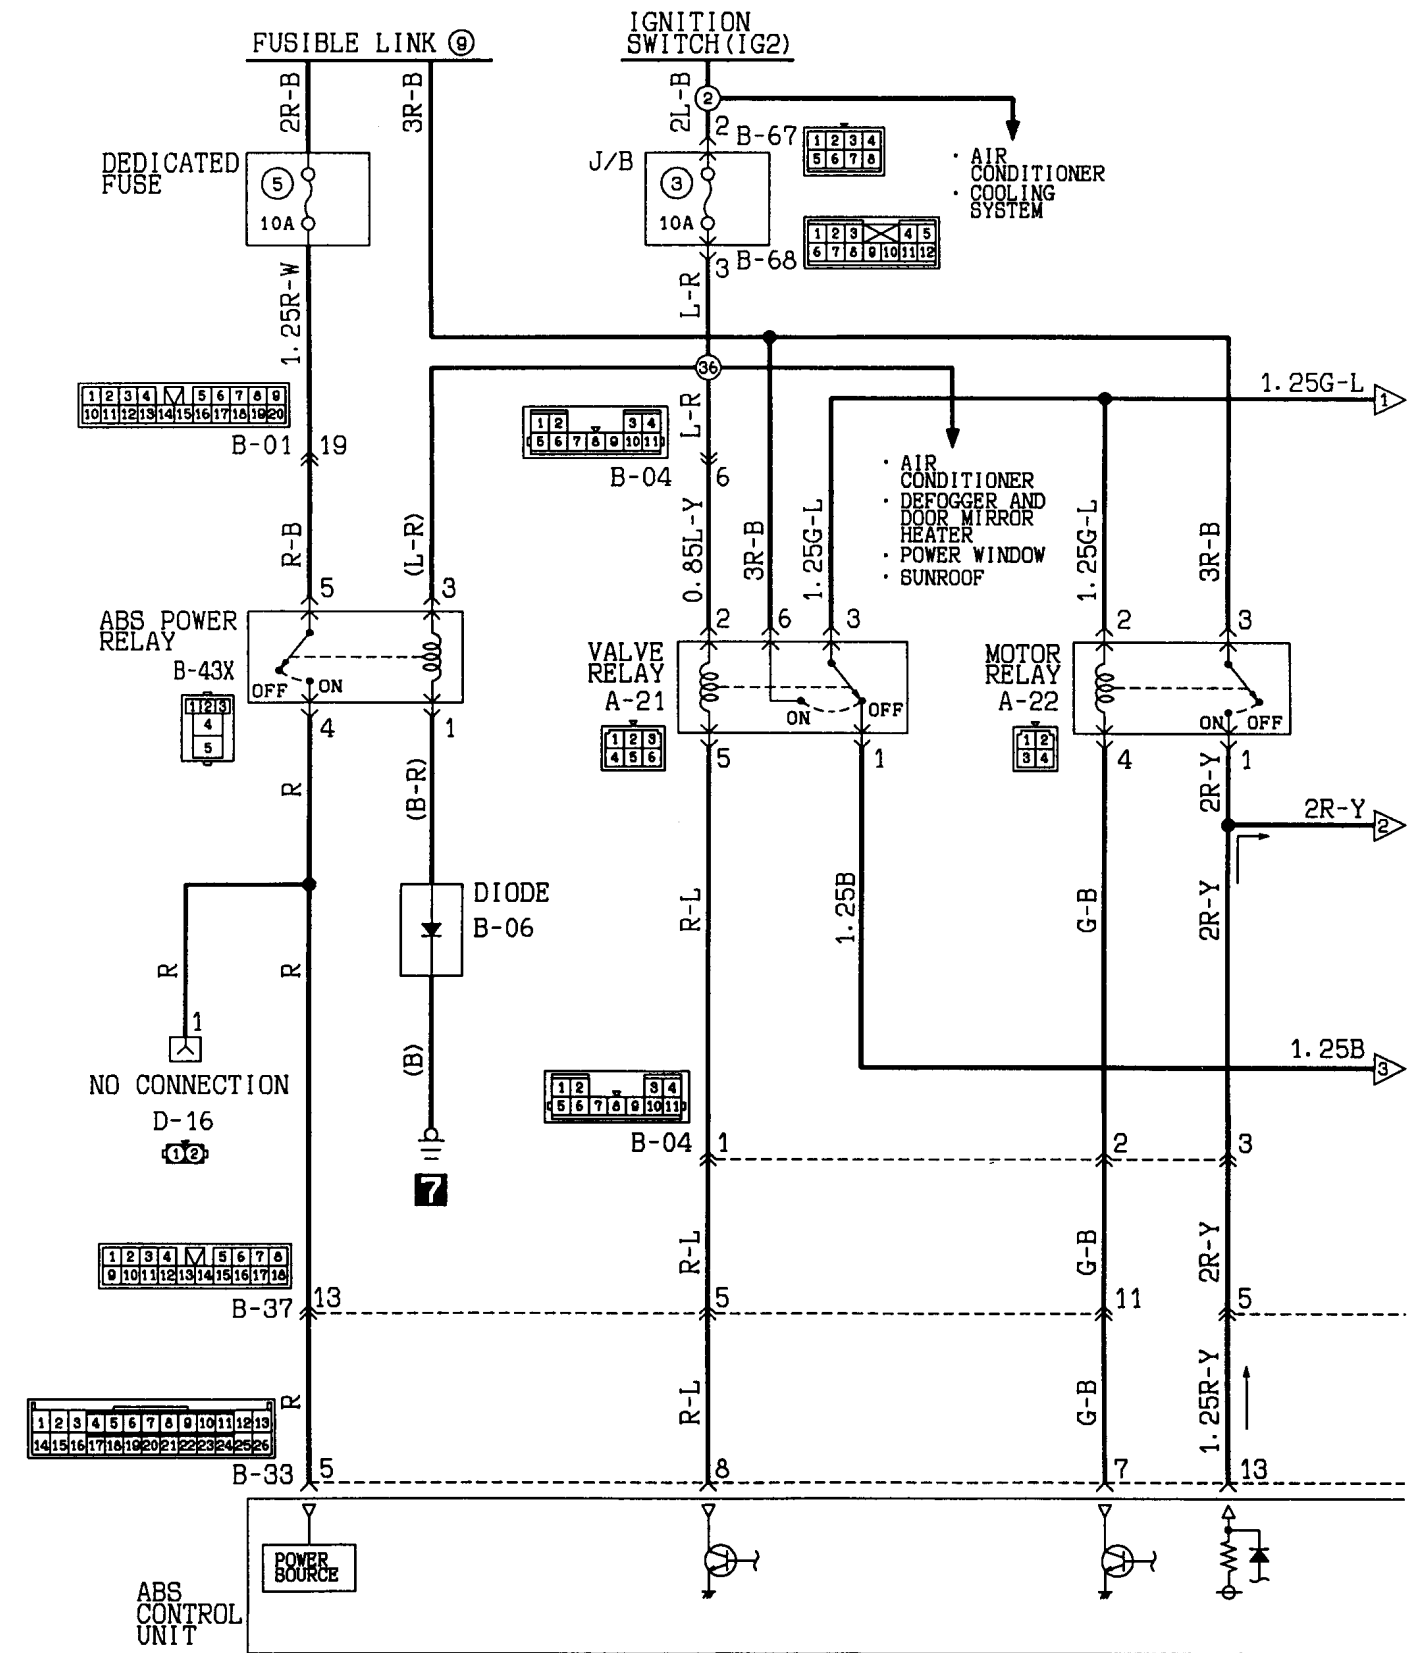 FUSIBLE LINK ⑨
IGNITION
SWITCH(IG2)
2R-B
3R-B
2L-B
2
2
B-67
1 2 3 4
5 6 7 8
· AIR
CONDITIONER
· COOLING
SYSTEM
DEDICATED
FUSE
5
10A
J/B
3
10A
1 2 3 4 5
6 7 8 9 10 11 12
3
B-68
1.25R-W
L-R
36
1 2 3 4 5 6 7 8 9
10 11 12 13 14 15 16 17 18 19 20
B-01
19
1 2 3 4
5 6 7 8 9 10 11
B-04
L-R
6
1.25G-L
1
· AIR
CONDITIONER
· DEFOGGER AND
DOOR MIRROR
HEATER
· POWER WINDOW
· SUNROOF
R-B
(L-R)
0.85L-Y
3R-B
1.25G-L
1.25G-L
3R-B
5
3
2
6
3
2
3
ABS POWER
RELAY
B-43X
OFF
ON
1 2 3
4
5
4
1
VALVE
RELAY
A-21
ON
OFF
1 2 3
4 5 6
5
1
MOTOR
RELAY
A-22
ON
OFF
1 2
3 4
4
1
R
(B-R)
2R-Y
2R-Y
2
DIODE
B-06
R-L
1.25B
G-B
2R-Y
R
R
1
NO CONNECTION
D-16
1 2
(B)
7
1.25B
3
1 2 3 4
5 6 7 8 9 10 11
B-04
1
2
3
R-L
G-B
2R-Y
1 2 3 4 5 6 7 8
9 10 11 12 13 14 15 16 17 18
B-37
13
5
11
5
R
R-L
G-B
1.25R-Y
1 2 3 4 5 6 7 8 9 10 11 12 13
14 15 16 17 18 19 20 21 22 23 24 25 26
B-33
5
8
7
13
POWER
SOURCE
ABS
CONTROL
UNIT